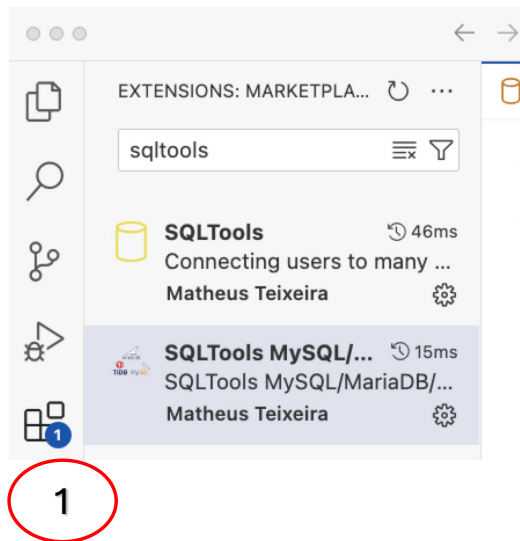 EXTENSIONS: MARKETPLA...
sqltools
SQLTools 46ms
Connecting users to many ...
Matheus Teixeira
SQLTools MySQL/... 15ms
TiDB
SQLTools MySQL/MariaDB/...
Matheus Teixeira
1
1